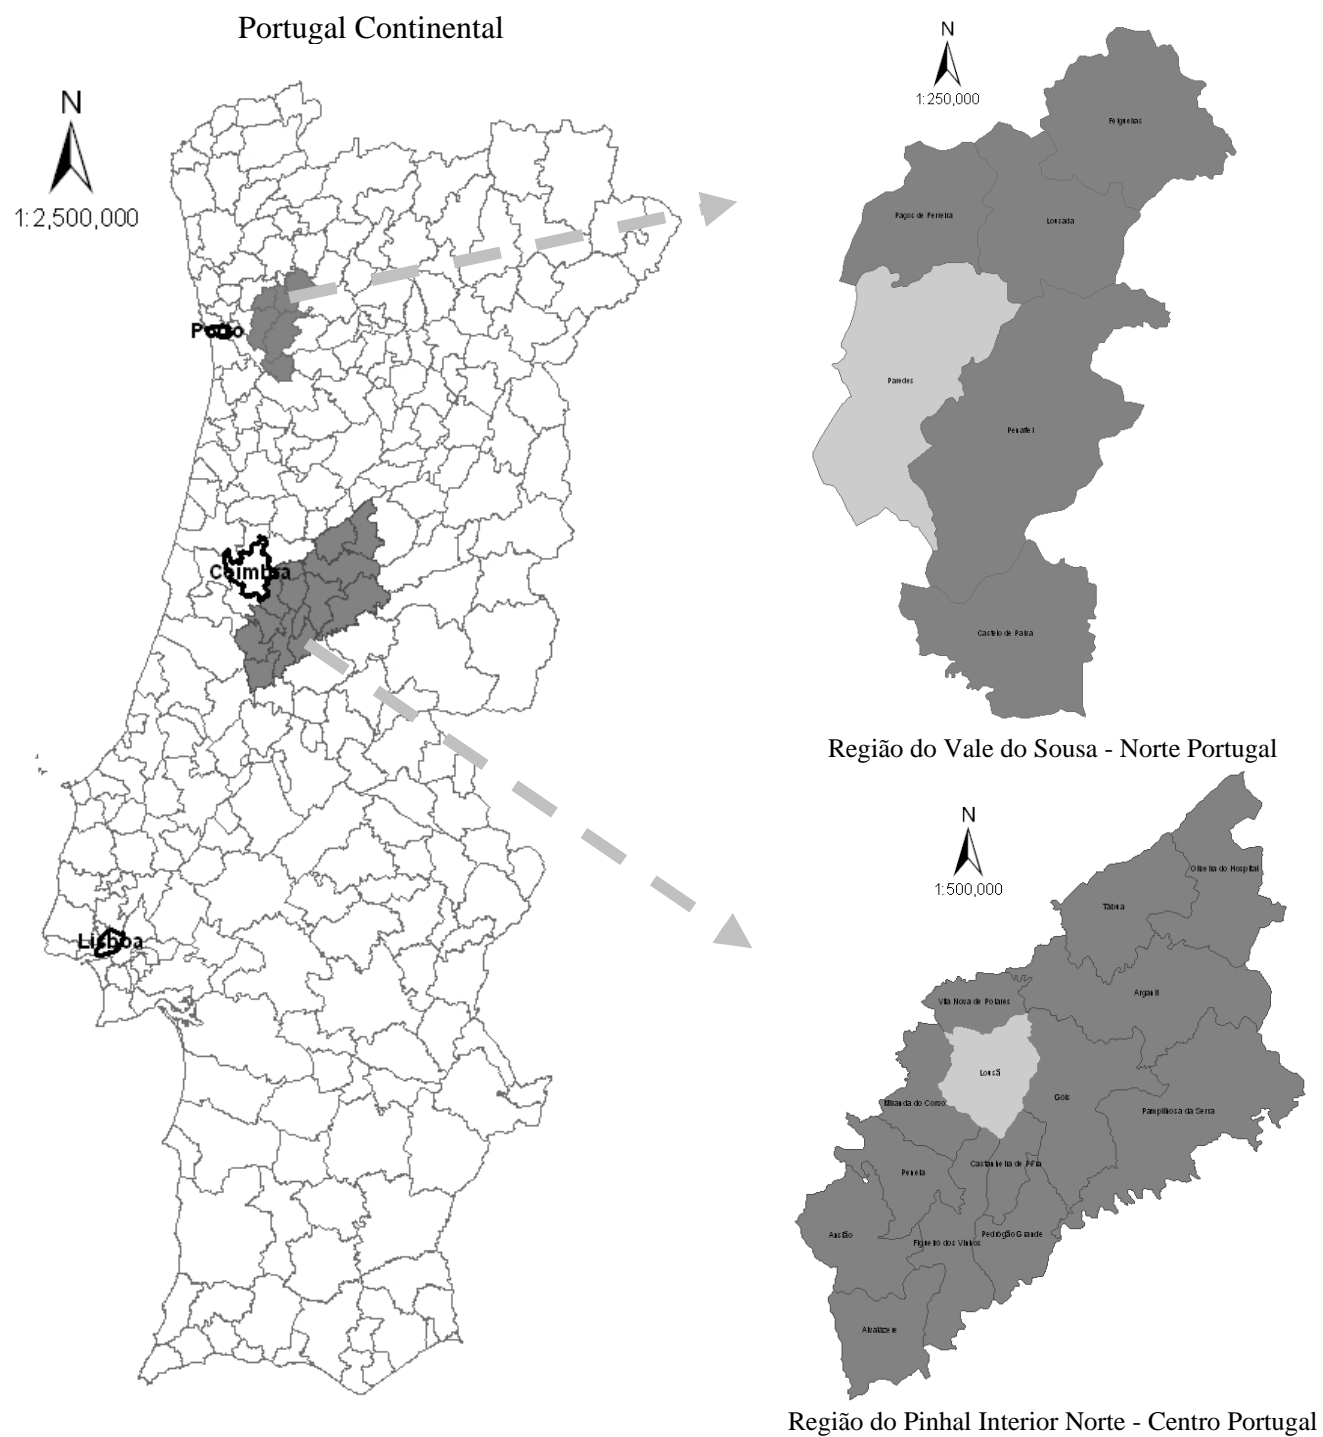 Portugal Continental
N
1:2,500,000
Porto
Coimbra
Lisboa
N
1:250,000
Felgueiras
Paços de Ferreira
Lousada
Paredes
Penafiel
Castelo de Paiva
Região do Vale do Sousa - Norte Portugal
N
1:500,000
Oliveira do Hospital
Tábua
Arganil
Vila Nova de Poiares
Lousã
Góis
Miranda do Corvo
Pampilhosa da Serra
Castanheira de Pêra
Penela
Ansião
Figueiró dos Vinhos
Pedrógão Grande
Alvaiázere
Região do Pinhal Interior Norte - Centro Portugal